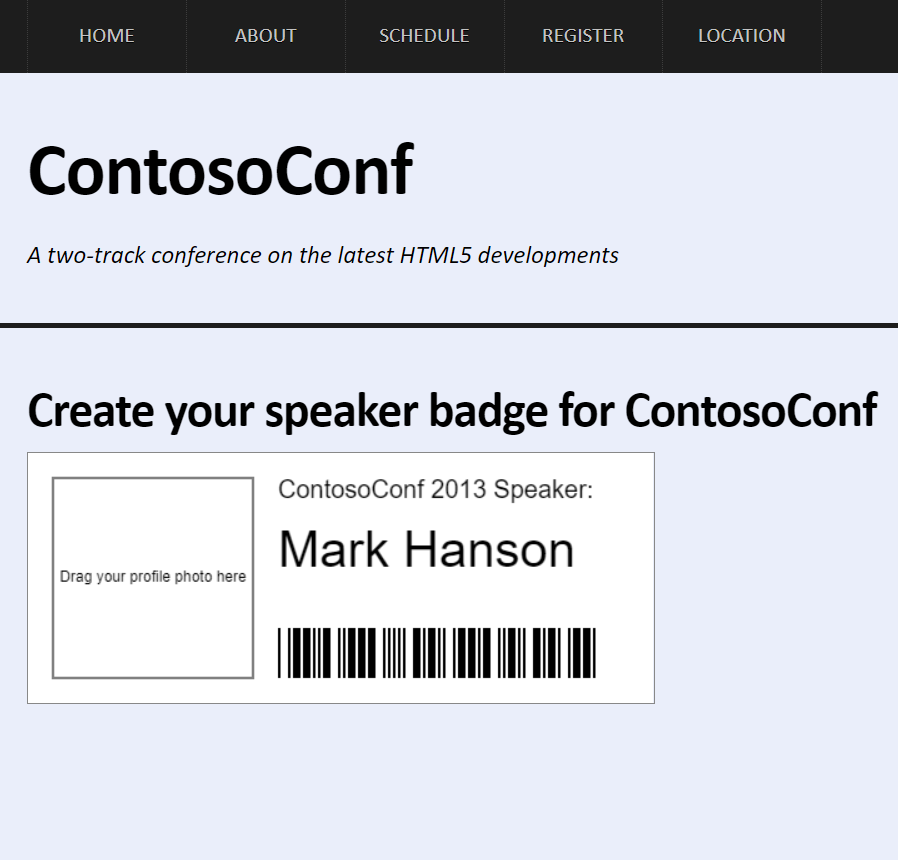 HOME ABOUT SCHEDULE REGISTER LOCATION
ContosoConf
A two-track conference on the latest HTML5 developments
Create your speaker badge for ContosoConf
ContosoConf 2013 Speaker:
Mark Hanson
Drag your profile photo here